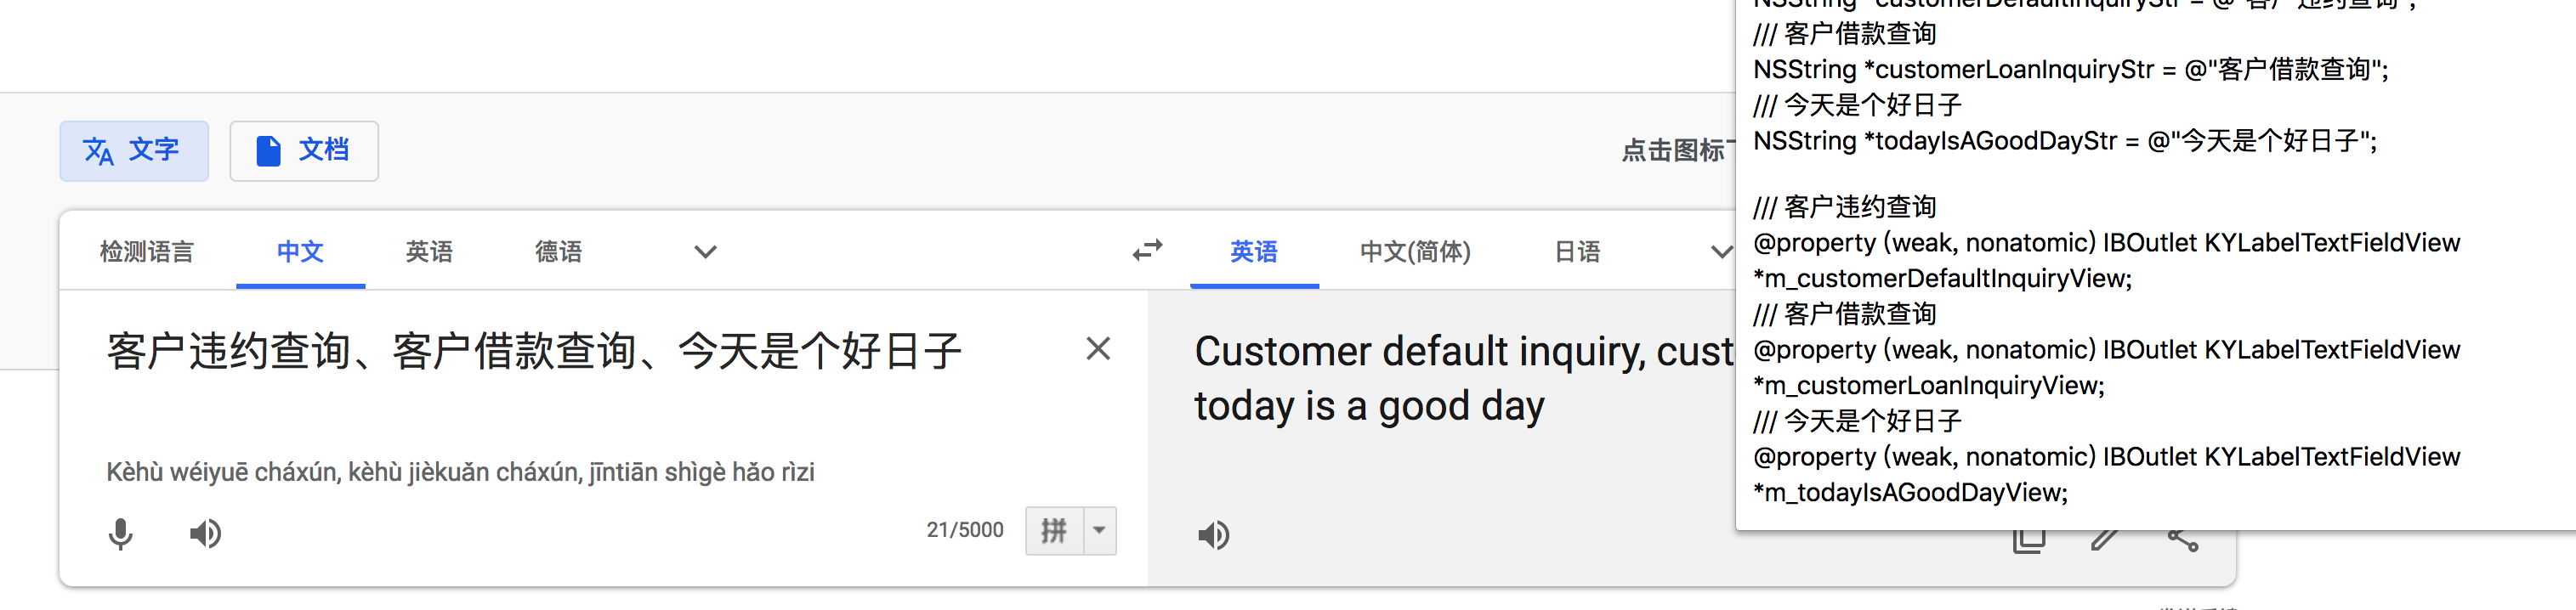 NSString *customerDefaultInquiryStr = @"客户违约查询";
/// 客户借款查询
NSString *customerLoanInquiryStr = @"客户借款查询";
/// 今天是个好日子
NSString *todayIsAGoodDayStr = @"今天是个好日子";
/// 客户违约查询
@property (weak, nonatomic) IBOutlet KYLabelTextFieldView
*m_customerDefaultInquiryView;
/// 客户借款查询
@property (weak, nonatomic) IBOutlet KYLabelTextFieldView
*m_customerLoanInquiryView;
/// 今天是个好日子
@property (weak, nonatomic) IBOutlet KYLabelTextFieldView
*m_todayIsAGoodDayView;
文字 文档
点击图标
检测语言 中文 英语 德语
英语 中文(简体) 日语
客户违约查询、客户借款查询、今天是个好日子
Kèhù wéiyuē cháxún, kèhù jièkuǎn cháxún, jīntiān shìgè hǎo rìzi
21/5000
拼
Customer default inquiry, cust
today is a good day